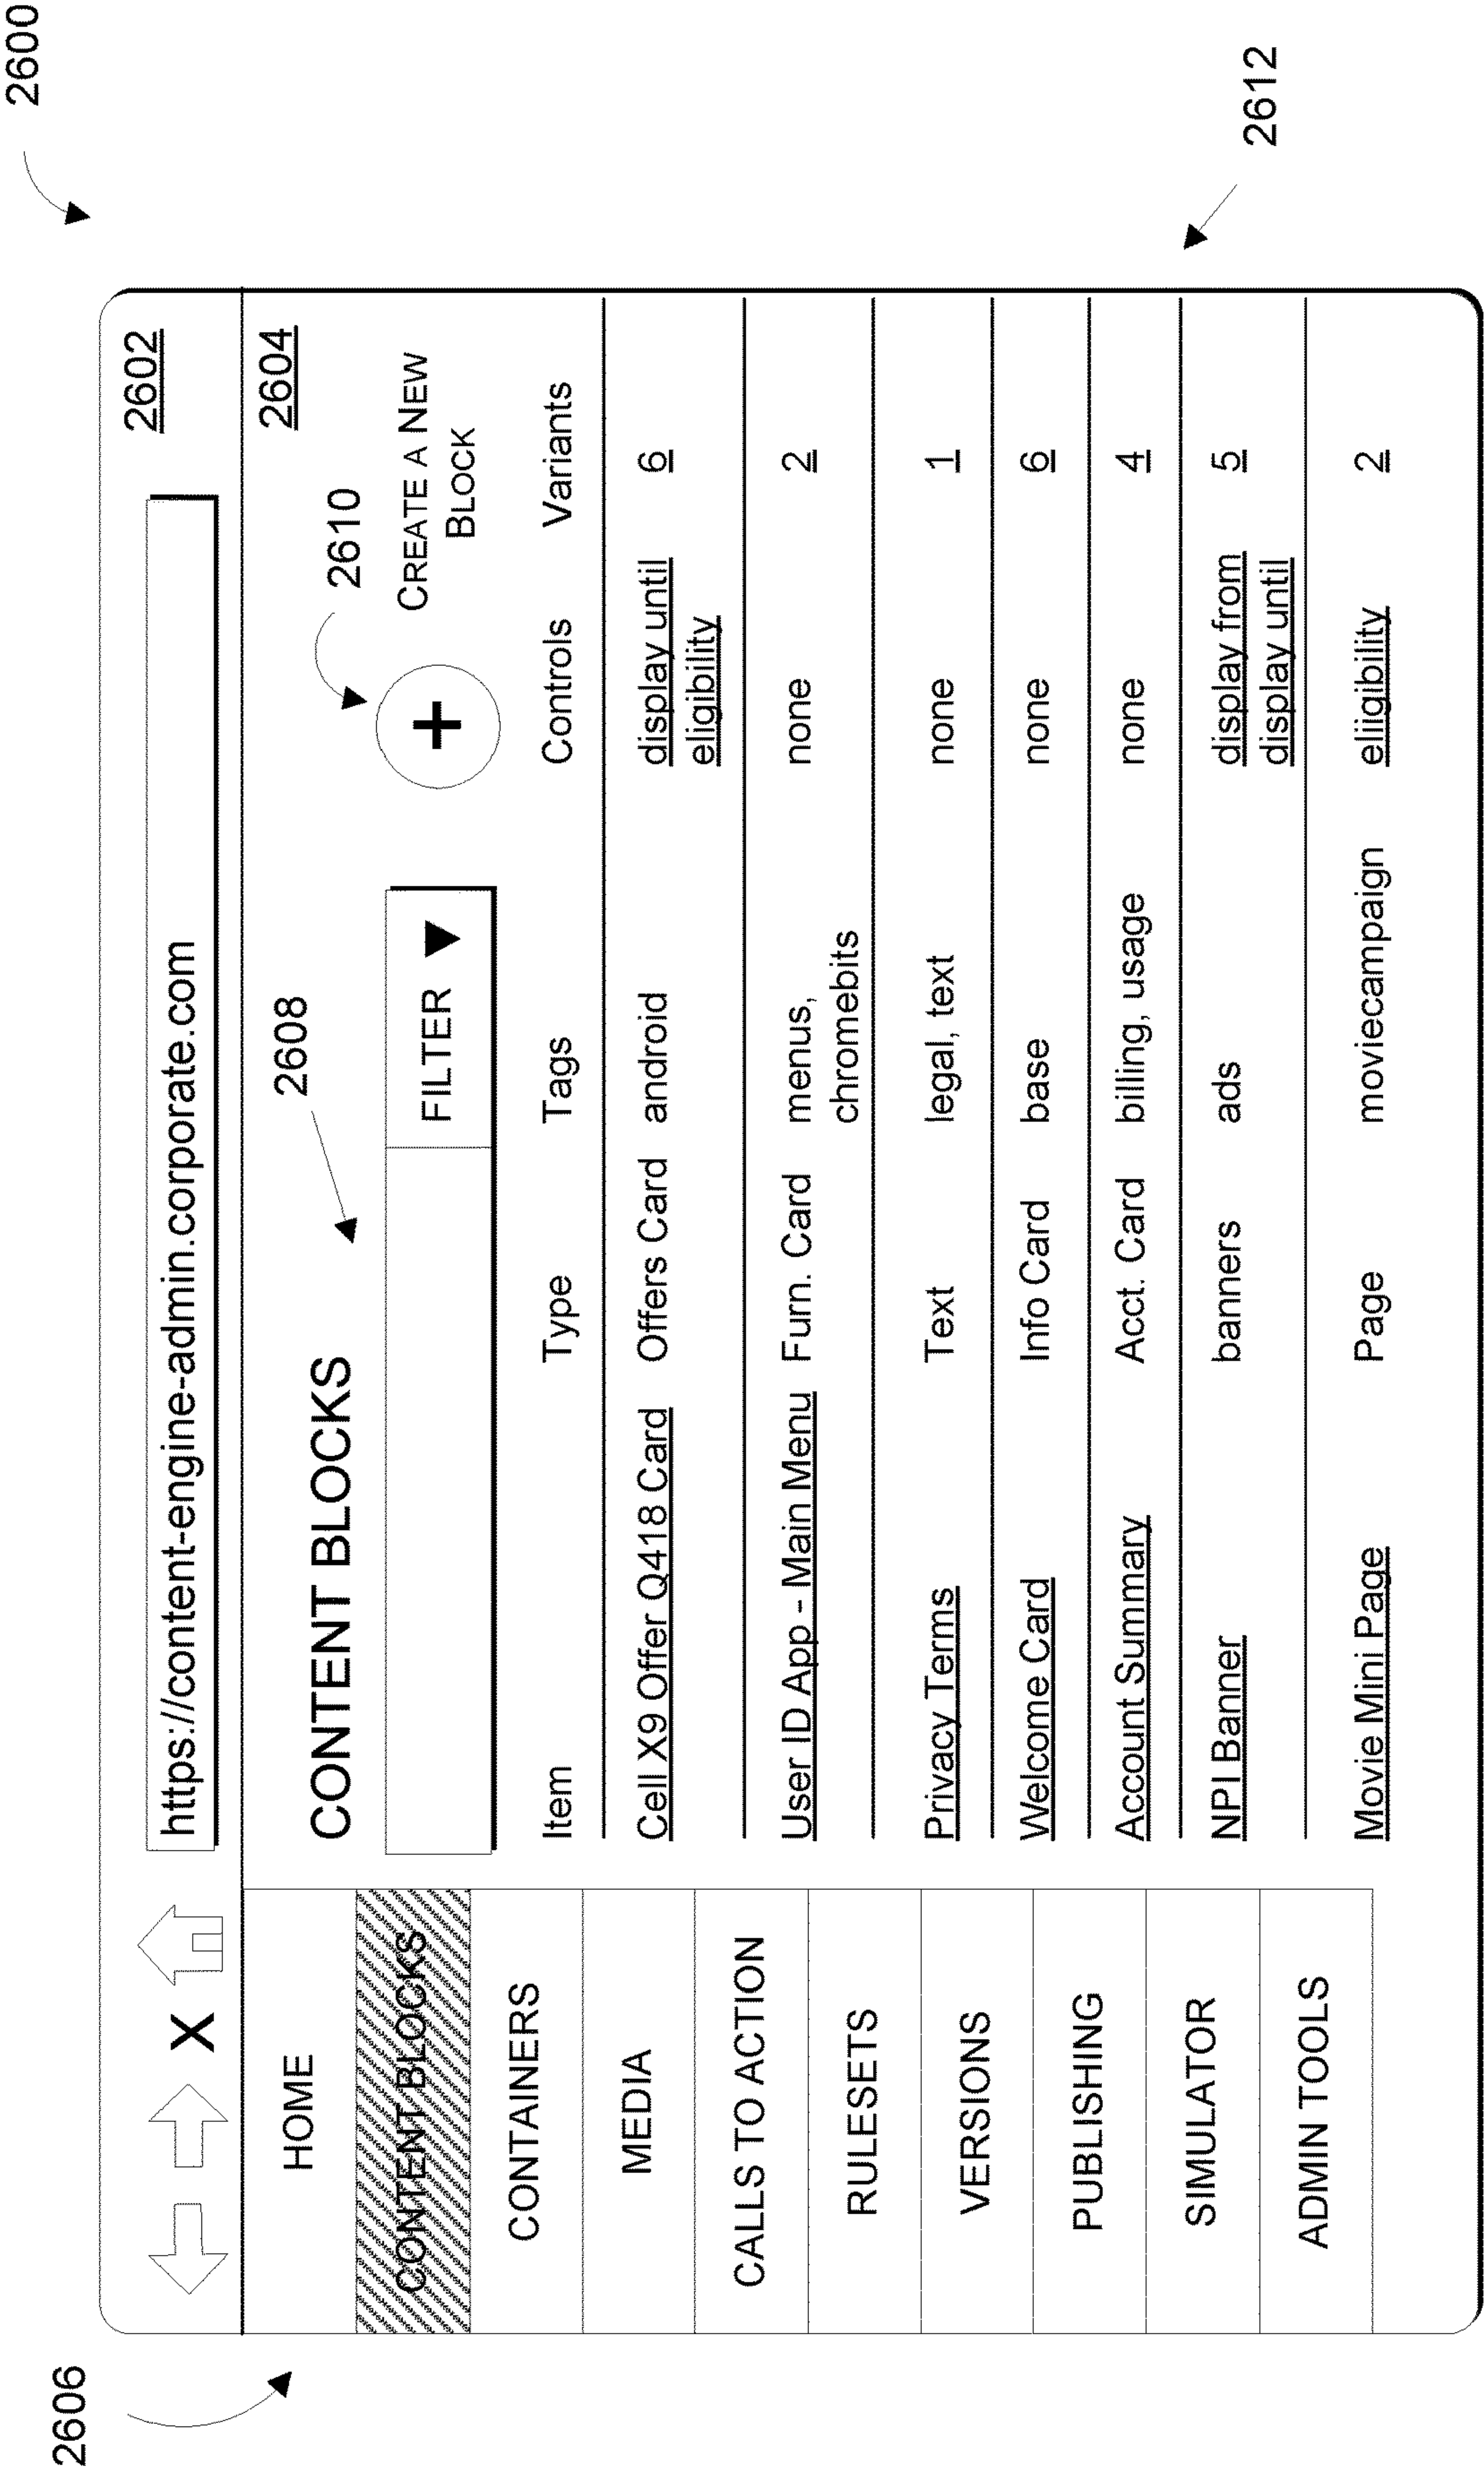 2600
2602
https://content-engine-admin.corporate.com
X
2604
2606
HOME
CONTENT BLOCKS
CONTAINERS
MEDIA
CALLS TO ACTION
RULESETS
VERSIONS
PUBLISHING
SIMULATOR
ADMIN TOOLS
CONTENT BLOCKS
2608
2610
FILTER ▼
+
CREATE A NEW
BLOCK
Item Type Tags Controls Variants
Cell X9 Offer Q418 Card Offers Card android display until 6
eligibility
User ID App - Main Menu Furn. Card menus, none 2
chromebits
Privacy Terms Text legal, text none 1
Welcome Card Info Card base none 6
Account Summary Acct. Card billing, usage none 4
NPI Banner banners ads display from 5
display until
Movie Mini Page Page moviecampaign eligibility 2
2612